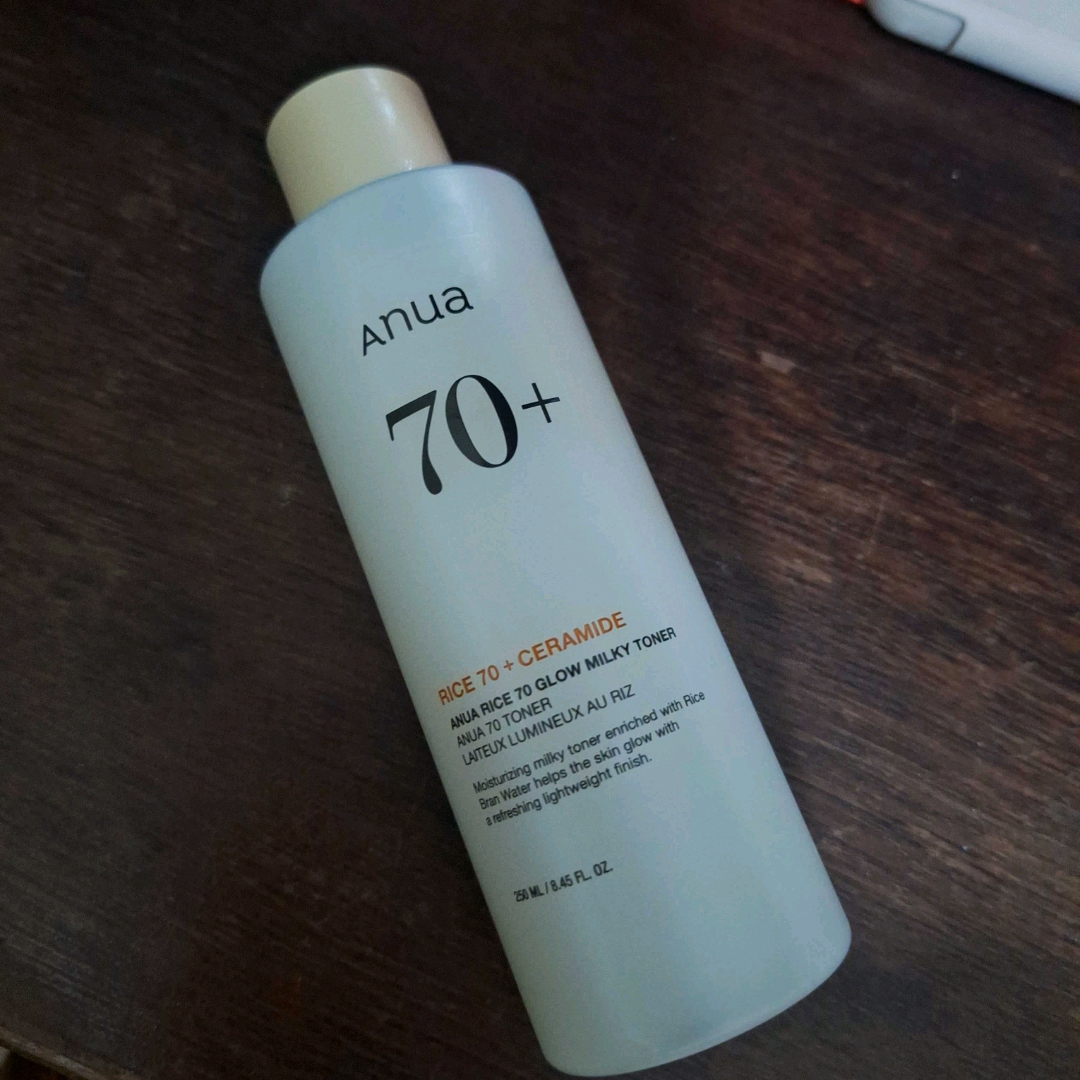 Anua
70+
RICE 70 + CERAMIDE
ANUA RICE 70 GLOW MILKY TONER
ANUA 70 TONER
LAITEUX LUMINEUX AU RIZ
Moisturizing milky toner enriched with Rice
Bran Water helps the skin glow with
a refreshing lightweight finish.
250 ML / 8.45 FL. OZ.